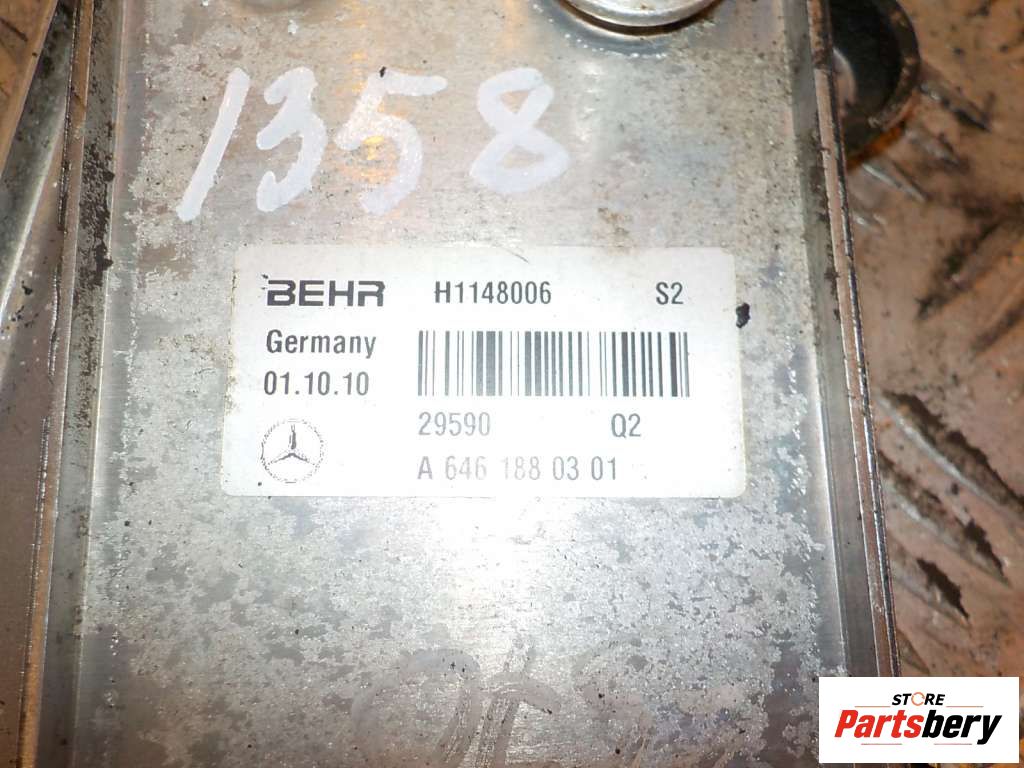 1358
BEHR H1148006 S2
Germany
01.10.10
29590 Q2
A 646 188 03 01
STORE
Partsbery